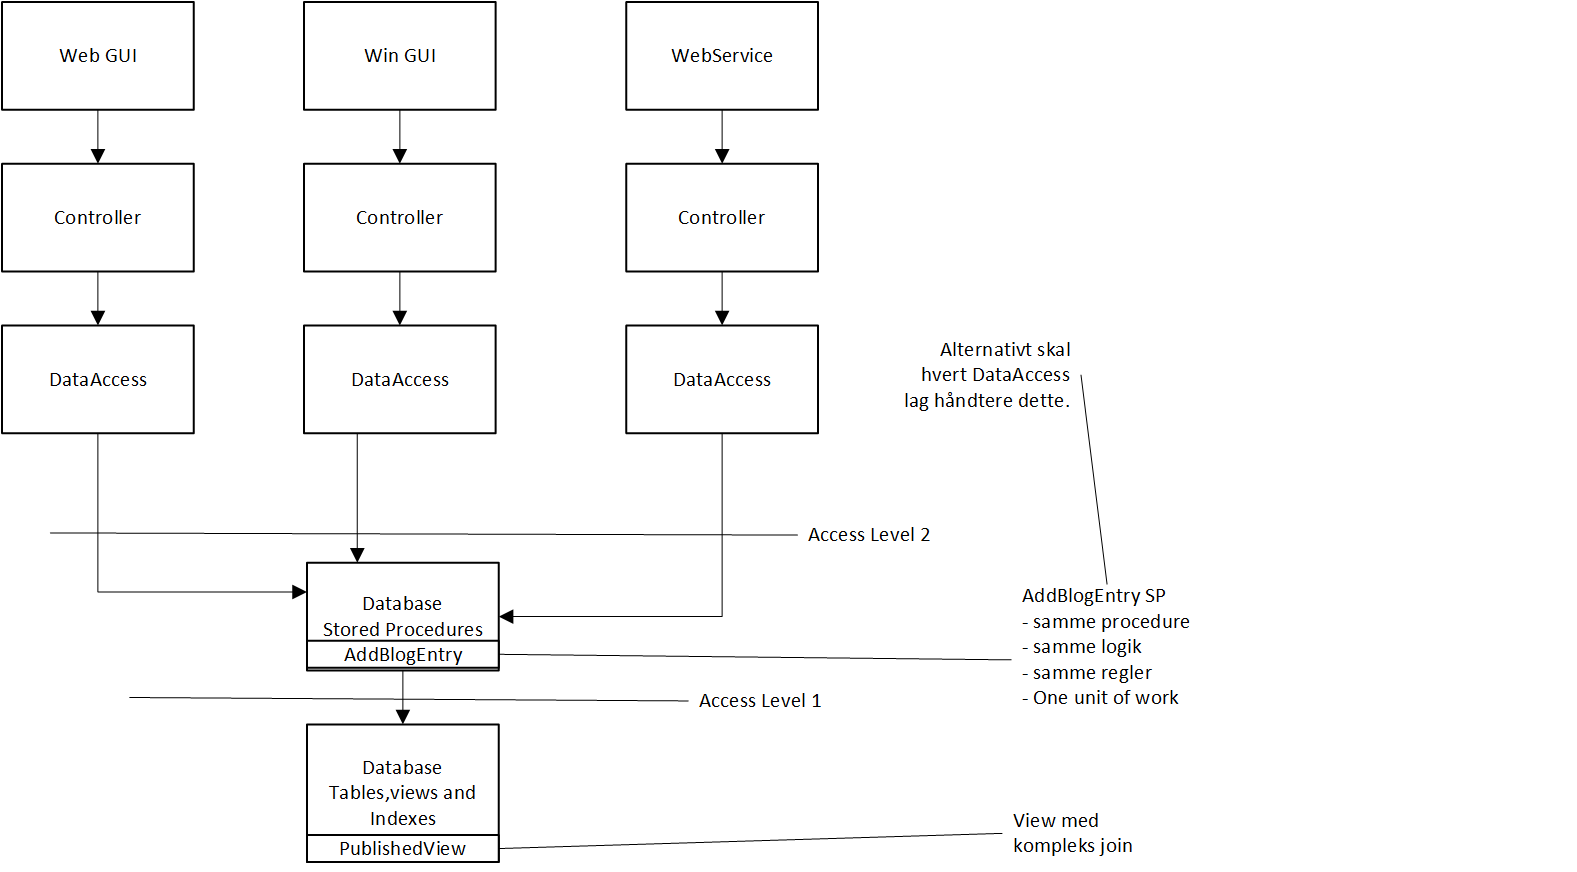 Web GUI
Win GUI
WebService
Controller
Controller
Controller
DataAccess
DataAccess
DataAccess
Alternativt skal
hvert DataAccess
lag håndtere dette.
Access Level 2
Database
Stored Procedures
AddBlogEntry
AddBlogEntry SP
- samme procedure
- samme logik
- samme regler
- One unit of work
Access Level 1
Database
Tables,views and
Indexes
PublishedView
View med
kompleks join